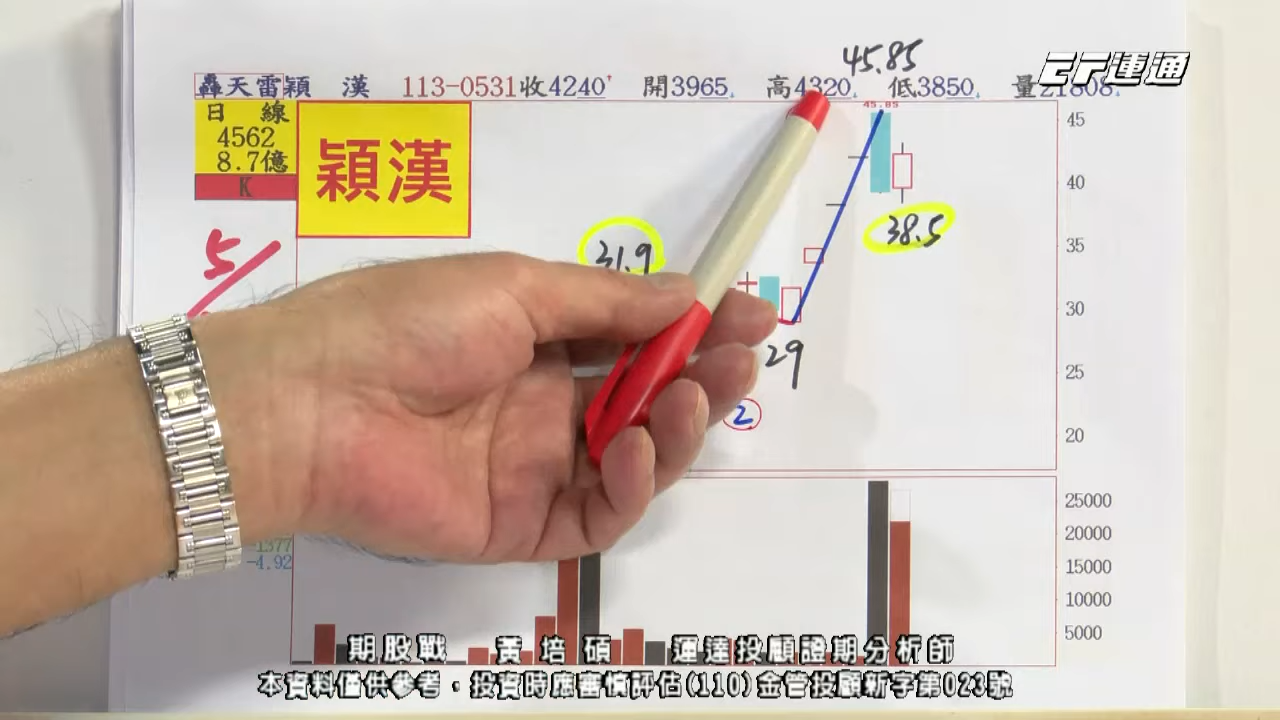 45.85
EF運通
轟天雷穎 漢 113-0531收4240 開3965 高4320 低3850 量21808
日 線
4562
8.7億
K
穎漢
45.85
45
40
35
30
25
20
5/
31.9
38.5
29
2
25000
20000
15000
10000
5000
-1377
-4.92
期股戰 黃培碩 運達投顧證期分析師
本資料僅供參考，投資時應審慎評估(110)金管投顧新字第023號